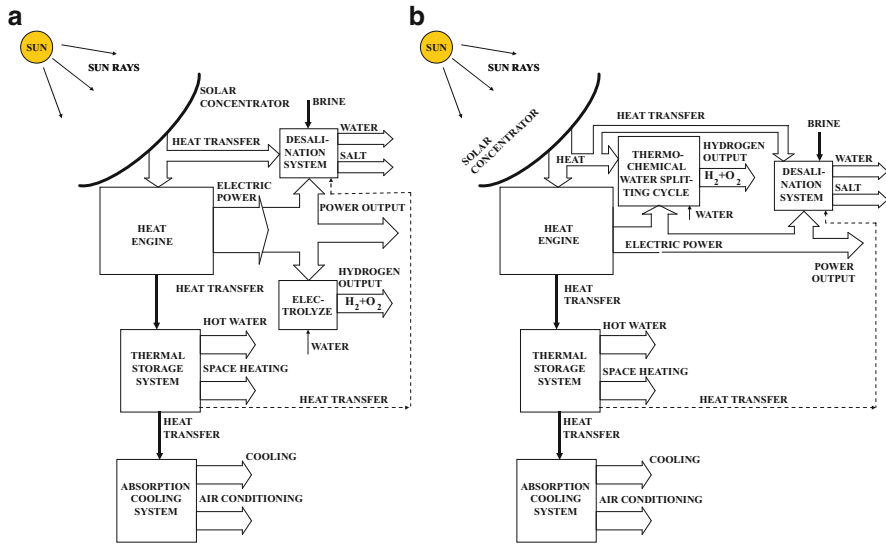 a
SUN
SUN RAYS
SOLAR
CONCENTRATOR
BRINE
HEAT TRANSFER
DESALI-
NATION
SYSTEM
WATER
SALT
ELECTRIC
POWER
POWER OUTPUT
HEAT
ENGINE
HYDROGEN
OUTPUT
ELEC-
TROLYZE
H2+O2
WATER
HEAT TRANSFER
HOT WATER
THERMAL
STORAGE
SYSTEM
SPACE HEATING
HEAT TRANSFER
HEAT
TRANSFER
COOLING
ABSORPTION
COOLING
SYSTEM
AIR CONDITIONING
b
SUN
SUN RAYS
SOLAR
CONCENTRATOR
HEAT TRANSFER
BRINE
HEAT
THERMO-
CHEMICAL
WATER SPLIT-
TING CYCLE
HYDROGEN
OUTPUT
H2+O2
DESALI-
NATION
SYSTEM
WATER
SALT
WATER
HEAT
ENGINE
ELECTRIC POWER
POWER
OUTPUT
HEAT
TRANSFER
HOT WATER
THERMAL
STORAGE
SYSTEM
SPACE HEATING
HEAT TRANSFER
HEAT
TRANSFER
COOLING
ABSORPTION
COOLING
SYSTEM
AIR CONDITIONING